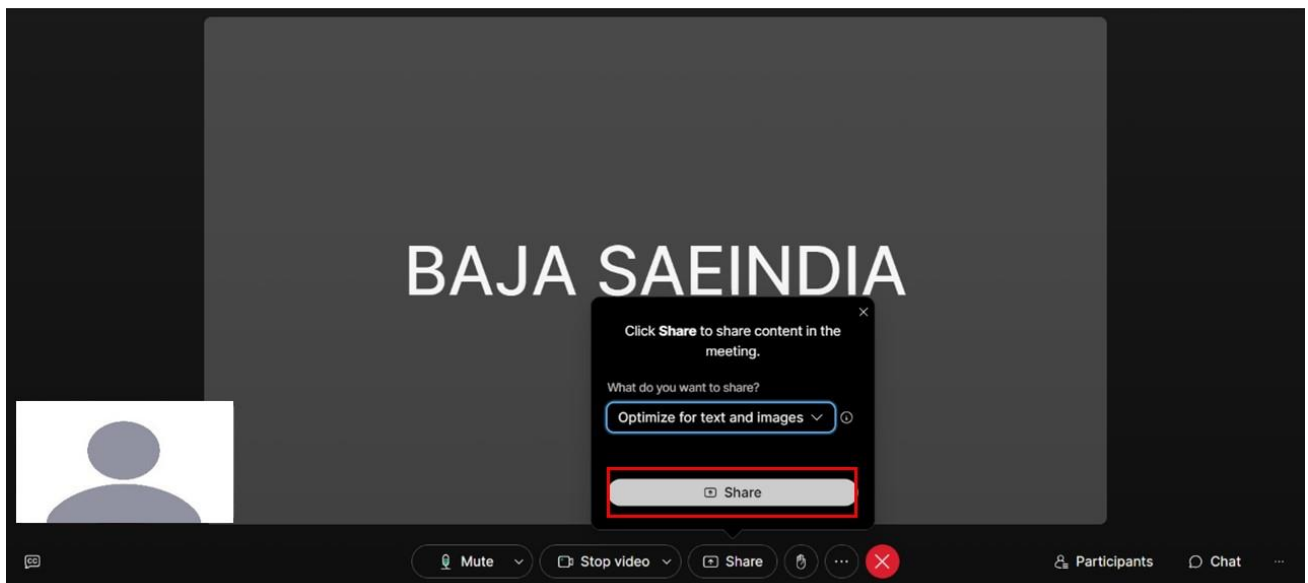 BAJA SAEINDIA
Click Share to share content in the
meeting.
What do you want to share?
Optimize for text and images
Share
CC
Mute
Stop video
Share
Participants
Chat